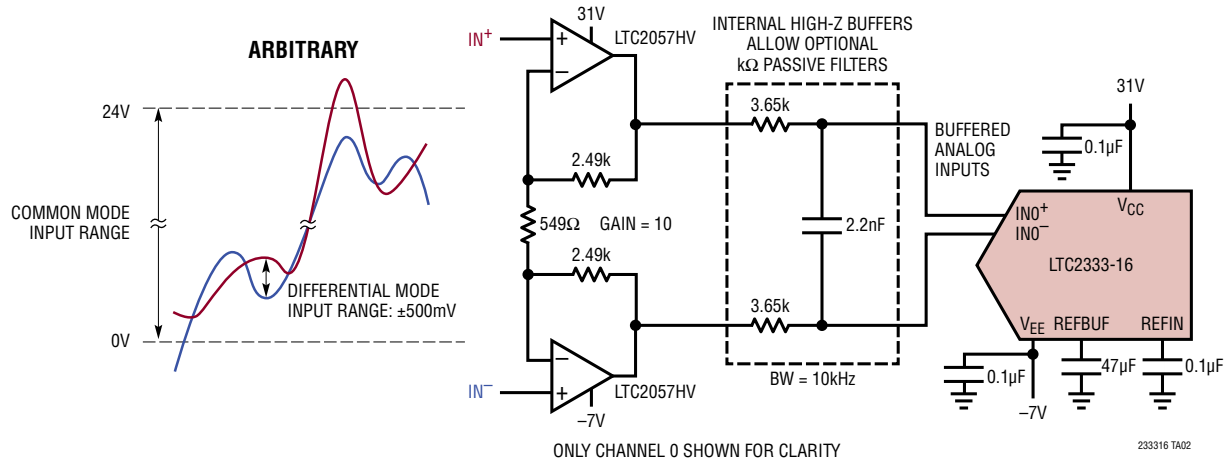 ARBITRARY
24V
COMMON MODE
INPUT RANGE
DIFFERENTIAL MODE
INPUT RANGE: ±500mV
0V
IN+
31V
LTC2057HV
+
−
2.49k
549Ω
GAIN = 10
2.49k
−
+
IN−
LTC2057HV
−7V
INTERNAL HIGH-Z BUFFERS
ALLOW OPTIONAL
kΩ PASSIVE FILTERS
3.65k
2.2nF
3.65k
BW = 10kHz
BUFFERED
ANALOG
INPUTS
31V
0.1µF
VCC
IN0+
IN0−
LTC2333-16
VEE
REFBUF
REFIN
0.1µF
47µF
0.1µF
−7V
ONLY CHANNEL 0 SHOWN FOR CLARITY
233316 TA02